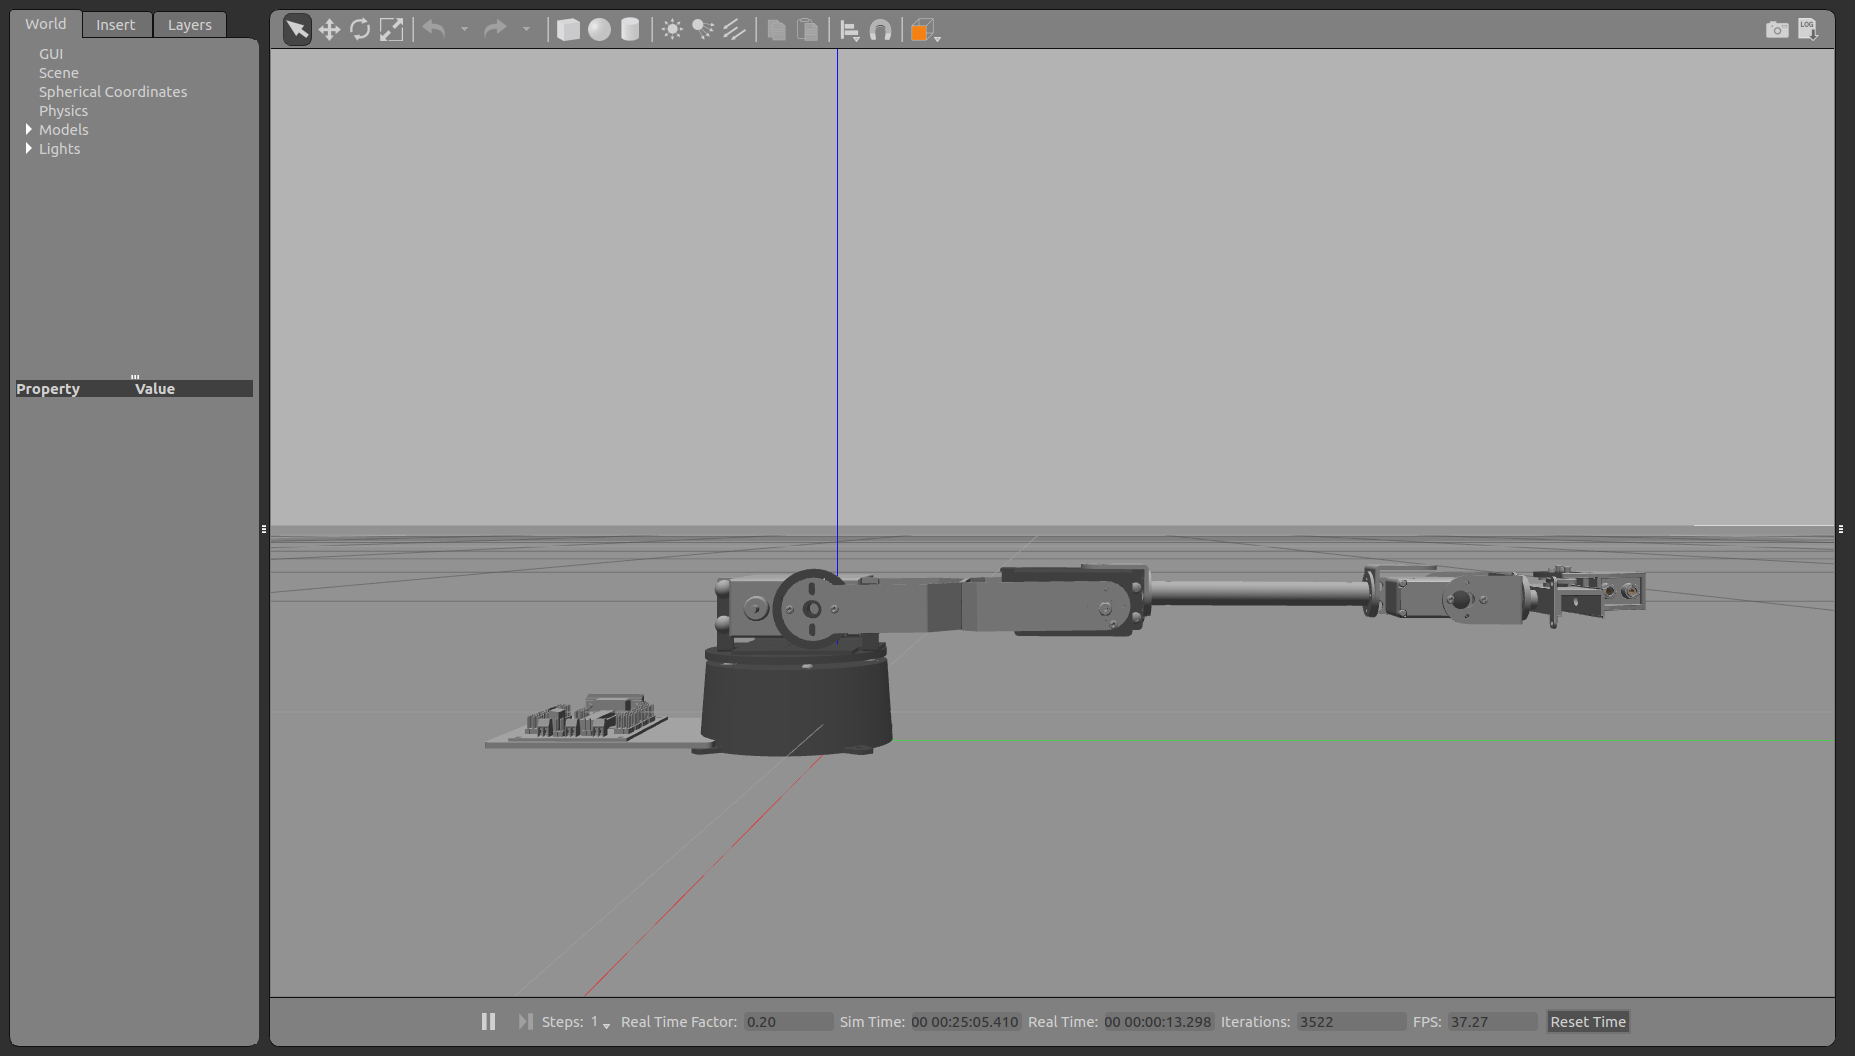 World Insert Layers
GUI
Scene
Spherical Coordinates
Physics
Models
Lights
Property Value
LOG
Steps: 1 Real Time Factor: 0.20 Sim Time: 00 00:25:05.410 Real Time: 00 00:00:13.298 Iterations: 3522 FPS: 37.27 Reset Time